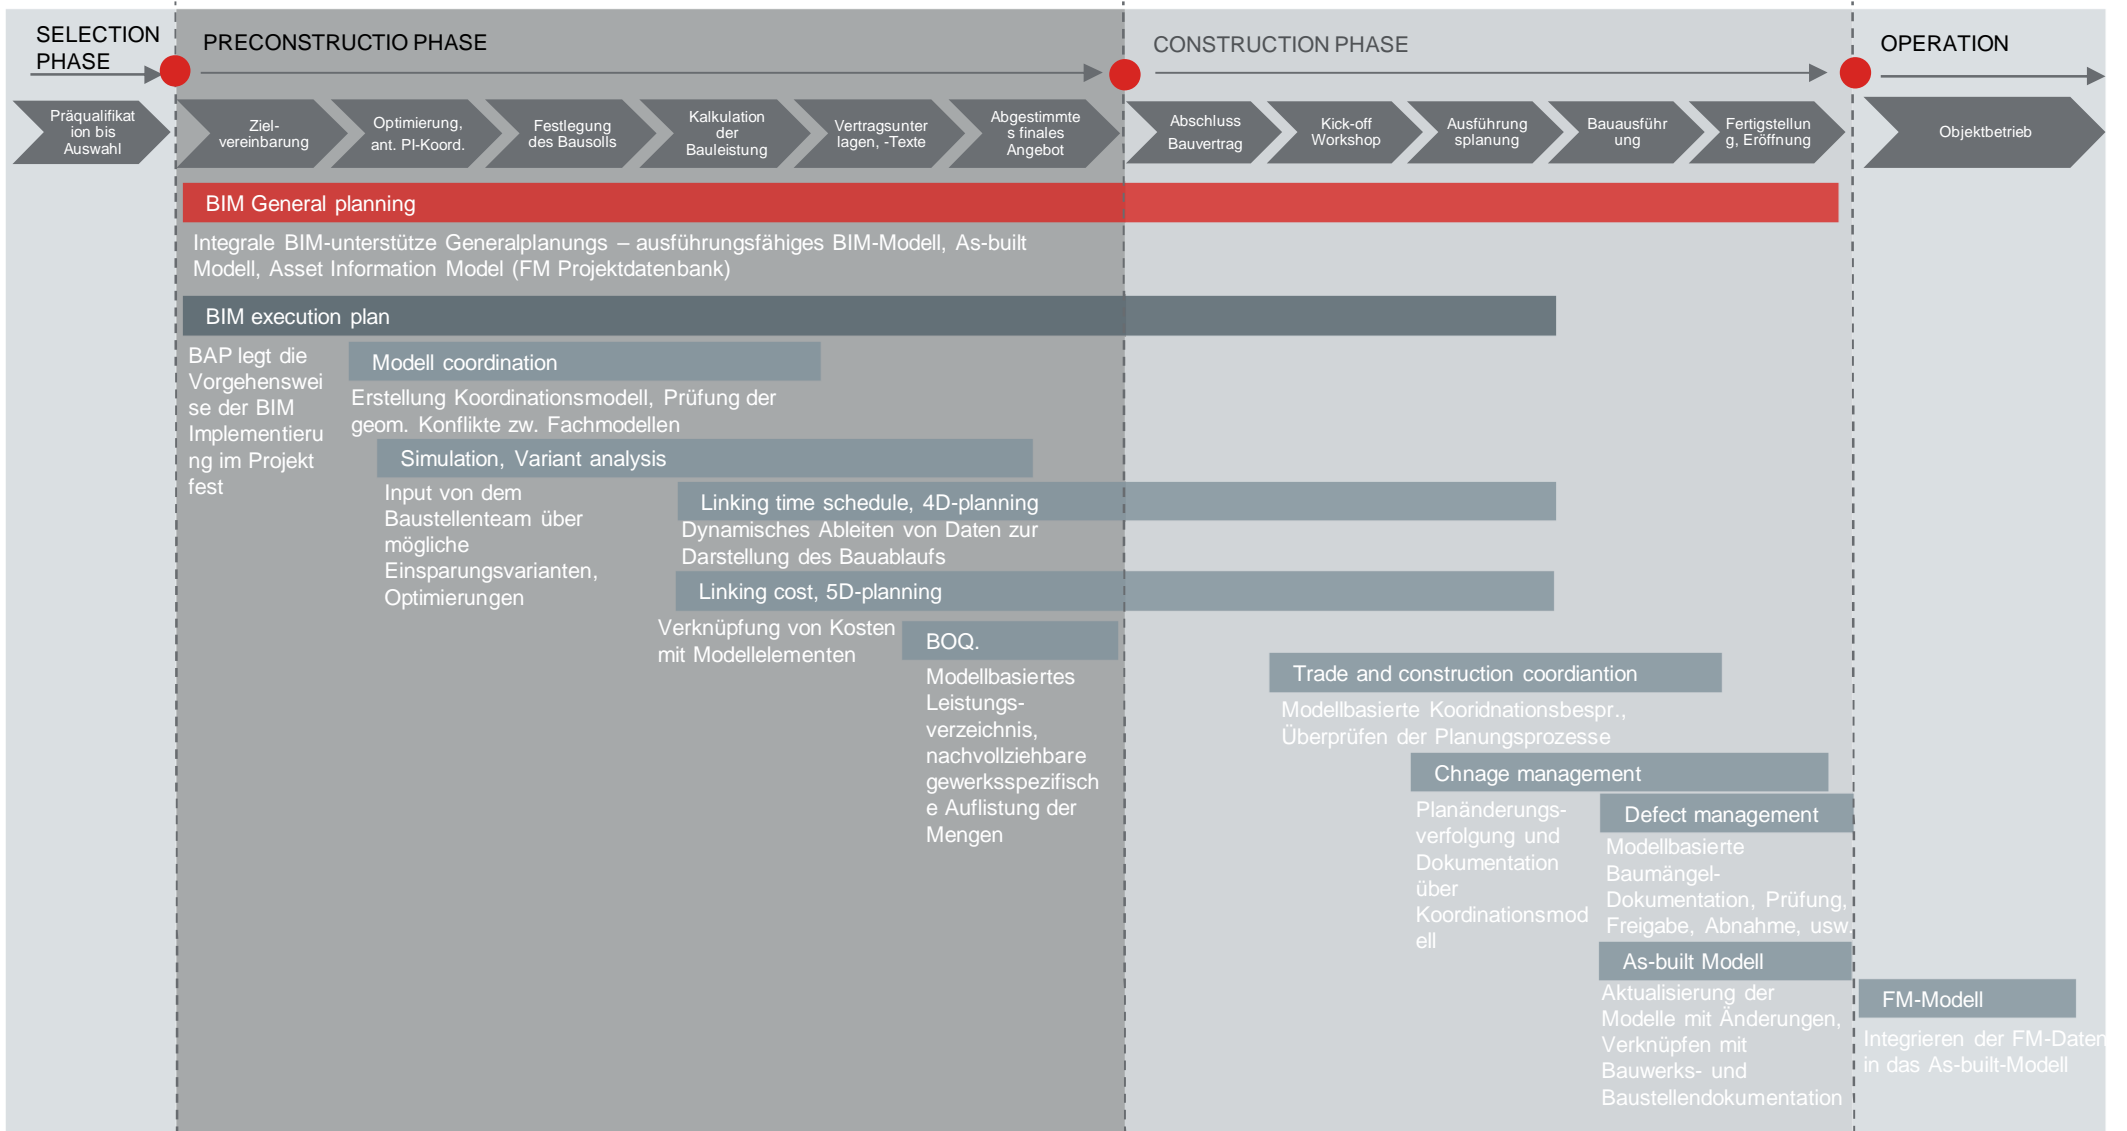 SELECTION
PHASE
PRECONSTRUCTIO PHASE
CONSTRUCTION PHASE
OPERATION
Präqualifikat
ion bis
Auswahl
Ziel-
vereinbarung
Optimierung,
ant. PI-Koord.
Festlegung
des Bausolls
Kalkulation
der
Bauleistung
Vertragsunter
lagen, -Texte
Abgestimmte
s finales
Angebot
Abschluss
Bauvertrag
Kick-off
Workshop
Ausführung
splanung
Bauausführ
ung
Fertigstellun
g, Eröffnung
Objektbetrieb
BIM General planning
Integrale BIM-unterstütze Generalplanungs – ausführungsfähiges BIM-Modell, As-built
Modell, Asset Information Model (FM Projektdatenbank)
BIM execution plan
BAP legt die
Vorgehenswei
se der BIM
Implementieru
ng im Projekt
fest
Modell coordination
Erstellung Koordinationsmodell, Prüfung der
geom. Konflikte zw. Fachmodellen
Simulation, Variant analysis
Input von dem
Baustellenteam über
mögliche
Einsparungsvarianten,
Optimierungen
Linking time schedule, 4D-planning
Dynamisches Ableiten von Daten zur
Darstellung des Bauablaufs
Linking cost, 5D-planning
Verknüpfung von Kosten
mit Modellelementen
BOQ.
Modellbasiertes
Leistungs-
verzeichnis,
nachvollziehbare
gewerksspezifisch
e Auflistung der
Mengen
Trade and construction coordiantion
Modellbasierte Kooridnationsbespr.,
Überprüfen der Planungsprozesse
Chnage management
Planänderungs-
verfolgung und
Dokumentation
über
Koordinationsmod
ell
Defect management
Modellbasierte
Baumängel-
Dokumentation, Prüfung,
Freigabe, Abnahme, usw.
As-built Modell
Aktualisierung der
Modelle mit Änderungen,
Verknüpfen mit
Bauwerks- und
Baustellendokumentation
FM-Modell
Integrieren der FM-Daten
in das As-built-Modell